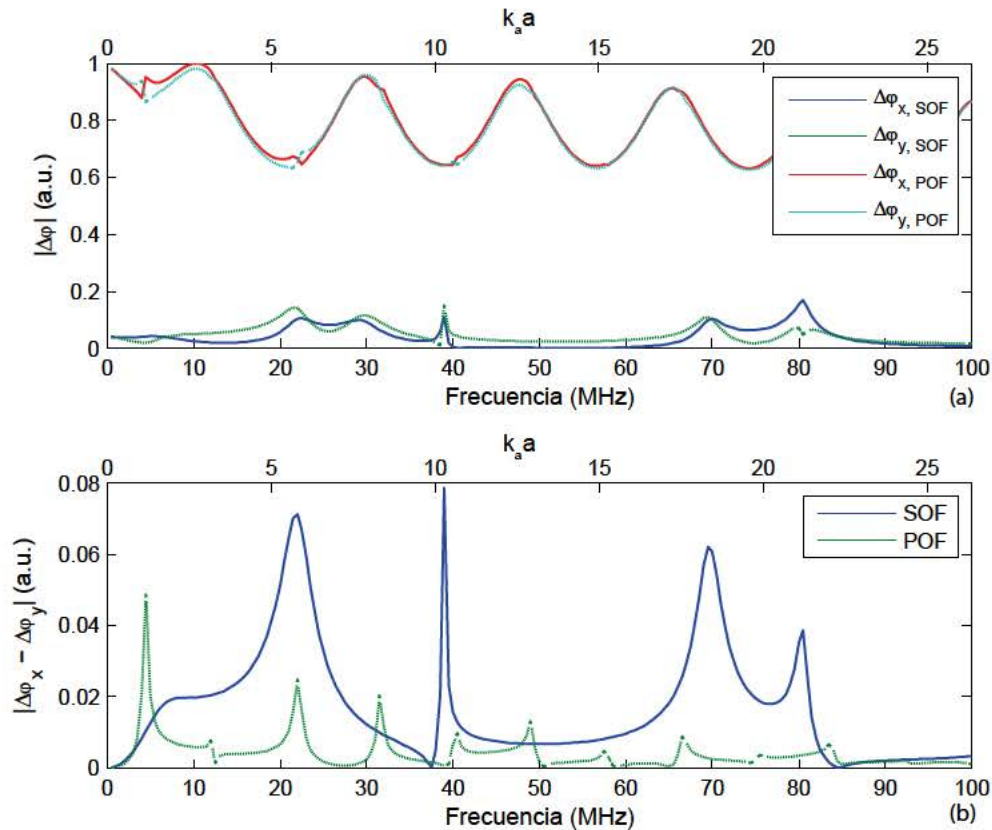 kₐa
0 5 10 15 20 25
1
0.8
0.6
0.4
0.2
0
|Δφ| (a.u.)
Δφx, SOF
Δφy, SOF
Δφx, POF
Δφy, POF
0 10 20 30 40 50 60 70 80 90 100
Frecuencia (MHz)
(a)
kₐa
0 5 10 15 20 25
0.08
0.06
0.04
0.02
0
|Δφx − Δφy| (a.u.)
SOF
POF
0 10 20 30 40 50 60 70 80 90 100
Frecuencia (MHz)
(b)